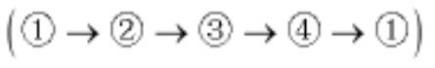 (① → ② → ③ → ④ → ①)